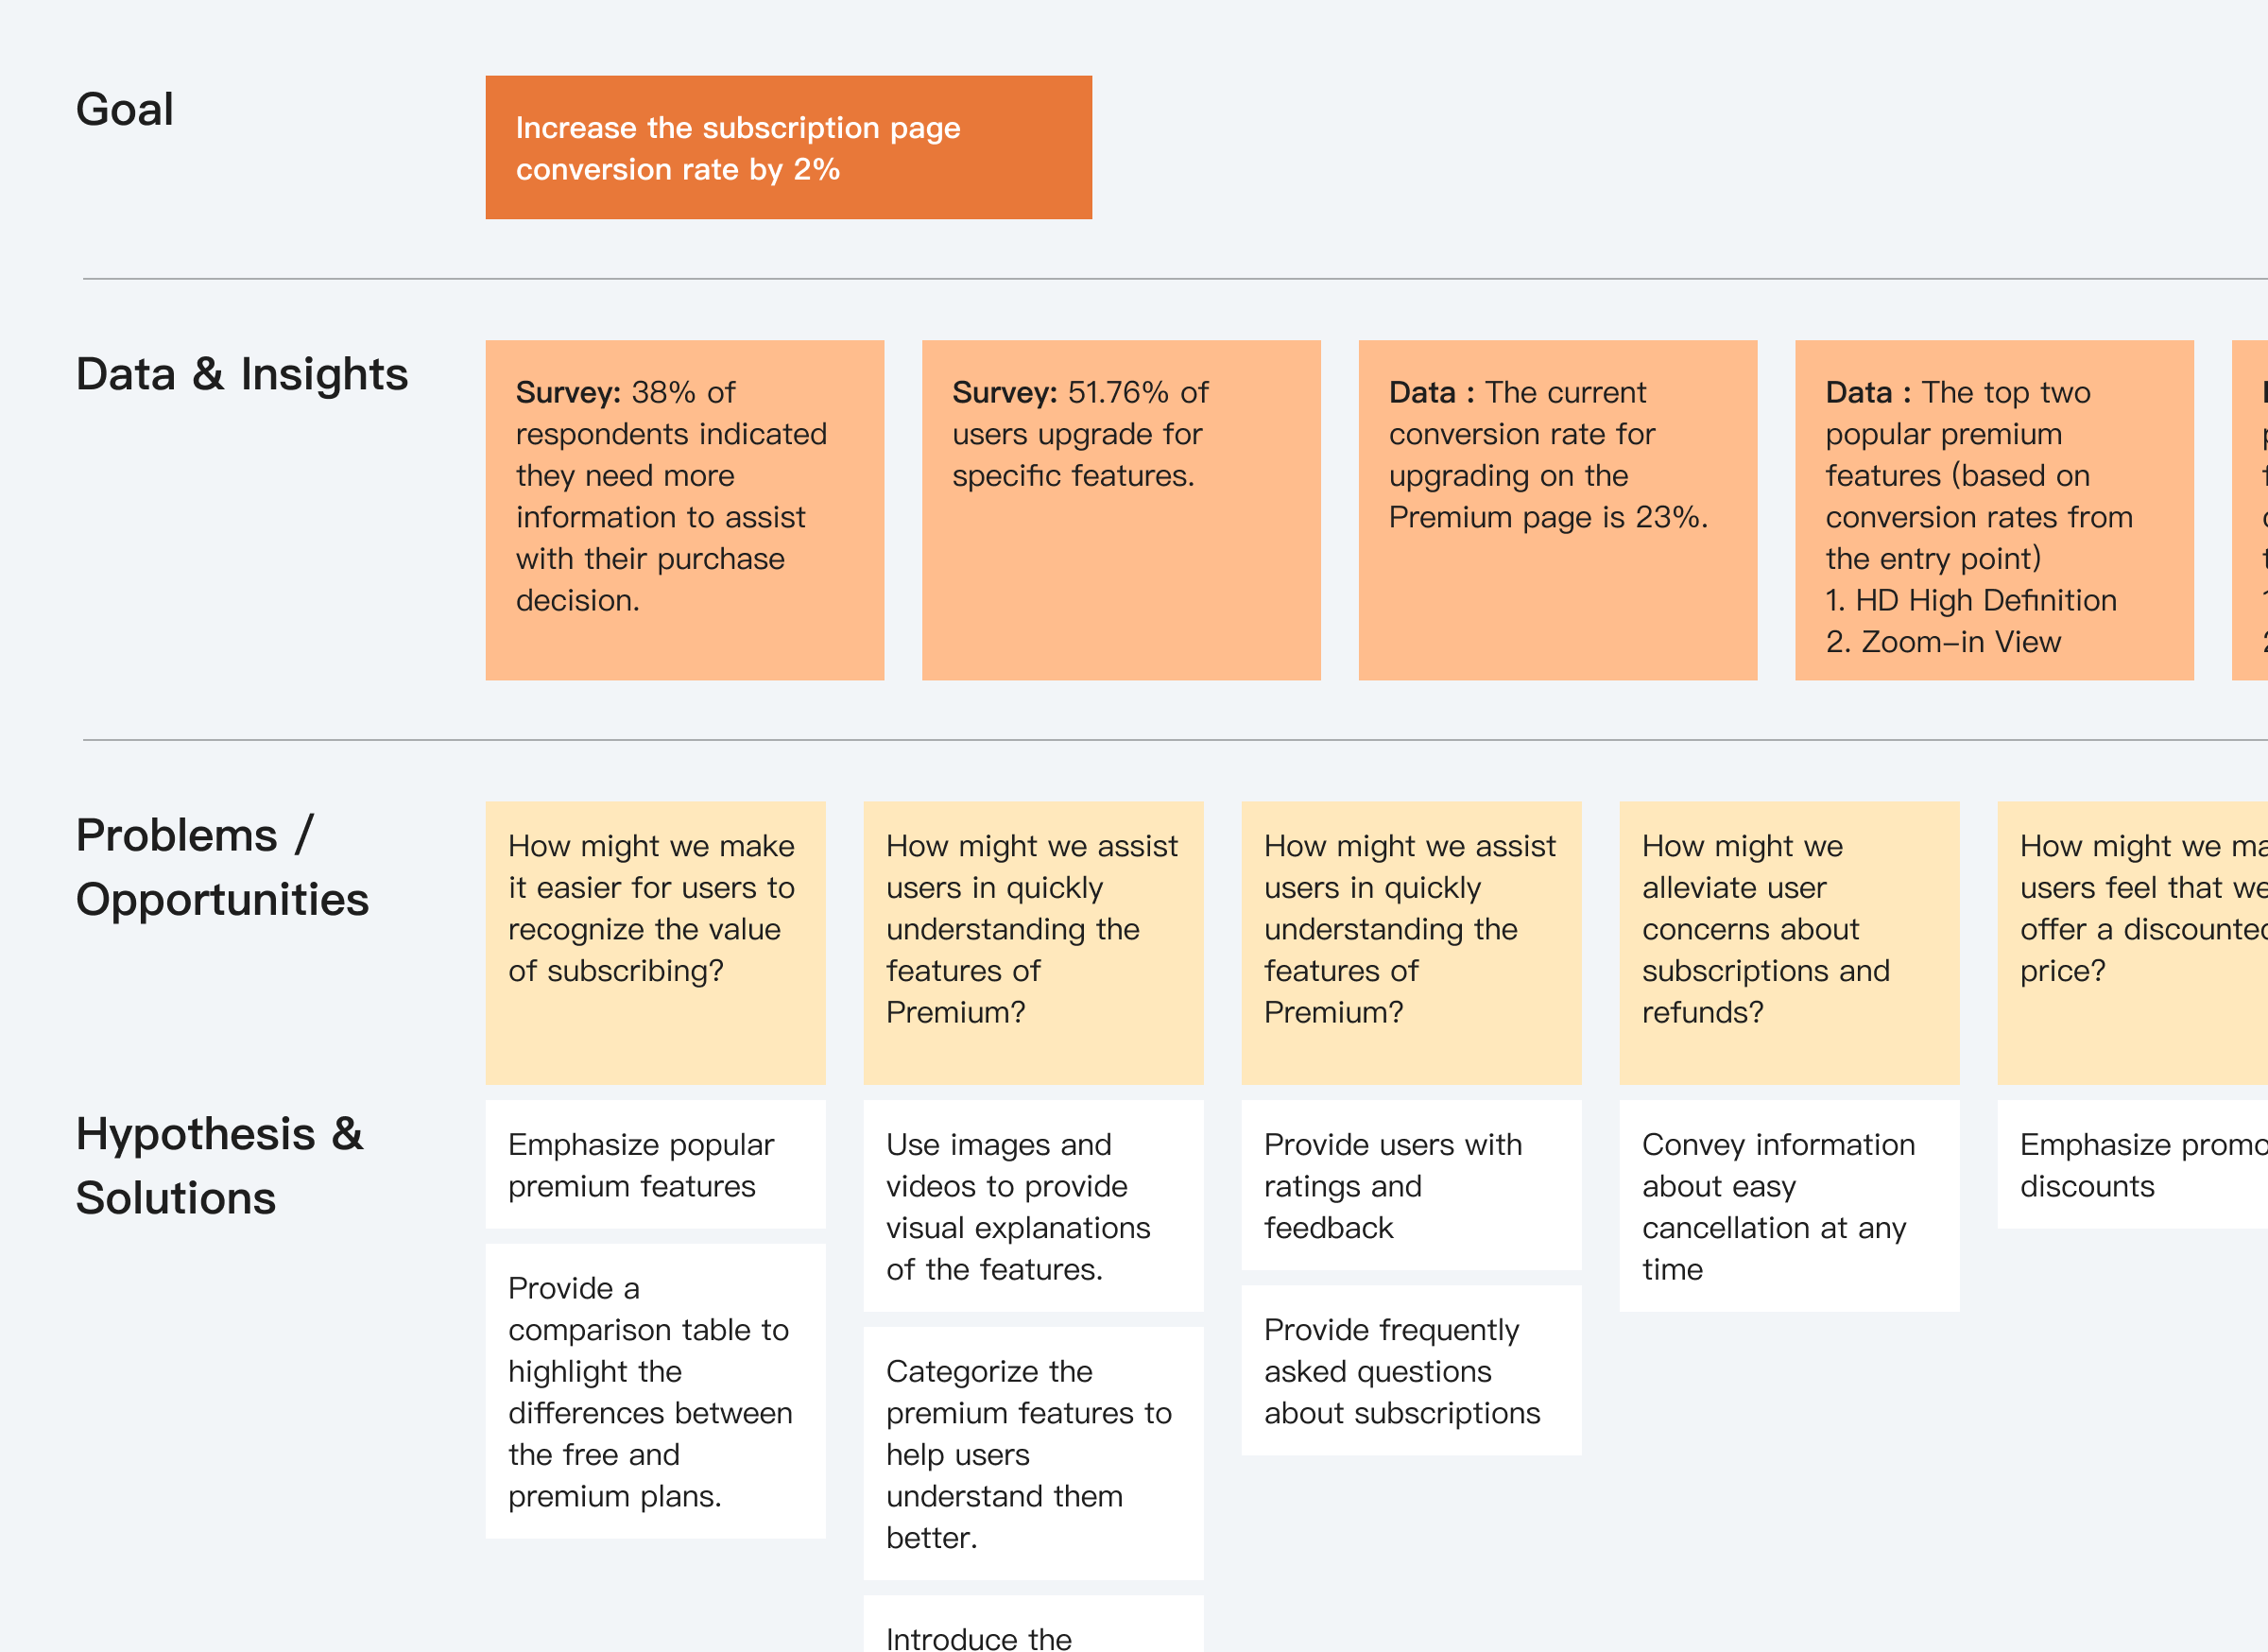 Goal
Increase the subscription page
conversion rate by 2%
Data & Insights
Survey: 38% of
respondents indicated
they need more
information to assist
with their purchase
decision.
Survey: 51.76% of
users upgrade for
specific features.
Data : The current
conversion rate for
upgrading on the
Premium page is 23%.
Data : The top two
popular premium
features (based on
conversion rates from
the entry point)
1. HD High Definition
2. Zoom-in View
Problems /
Opportunities
How might we make
it easier for users to
recognize the value
of subscribing?
How might we assist
users in quickly
understanding the
features of
Premium?
How might we assist
users in quickly
understanding the
features of
Premium?
How might we
alleviate user
concerns about
subscriptions and
refunds?
How might we
users feel that we
offer a discounted
price?
Hypothesis &
Solutions
Emphasize popular
premium features
Provide a
comparison table to
highlight the
differences between
the free and
premium plans.
Use images and
videos to provide
visual explanations
of the features.
Categorize the
premium features to
help users
understand them
better.
Introduce the
Provide users with
ratings and
feedback
Provide frequently
asked questions
about subscriptions
Convey information
about easy
cancellation at any
time
Emphasize
discounts